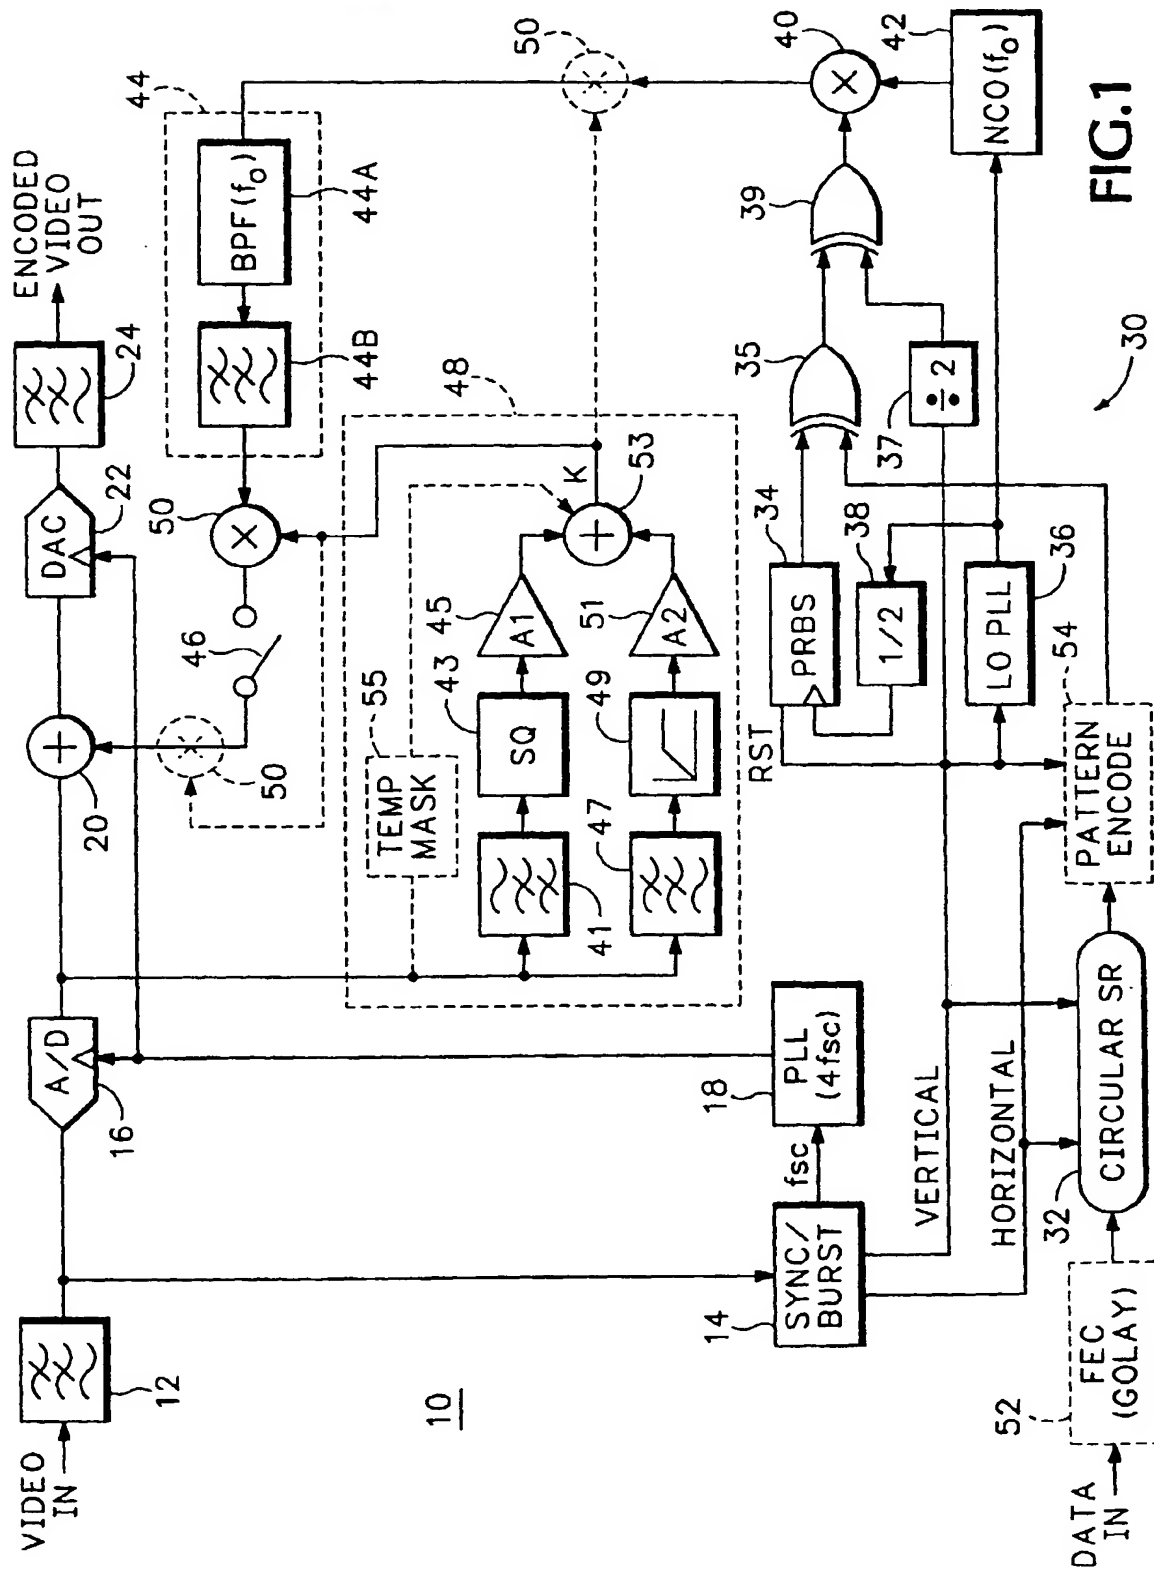 VIDEO
IN
12
A/D
16
20
DAC
22
24
ENCODED
VIDEO
OUT
10
50
46
50
44
44B
BPF(fo)
44A
50
48
TEMP
MASK
55
41
SQ
43
A1
45
47
49
A2
51
53
K
SYNC/
BURST
14
fsc
PLL
(4fsc)
18
VERTICAL
HORIZONTAL
RST
PRBS
34
1/2
38
LO PLL
36
35
÷2
37
39
40
NCO(fo)
42
DATA
IN
FEC
(GOLAY)
52
CIRCULAR SR
32
PATTERN
ENCODE
54
30
FIG.1